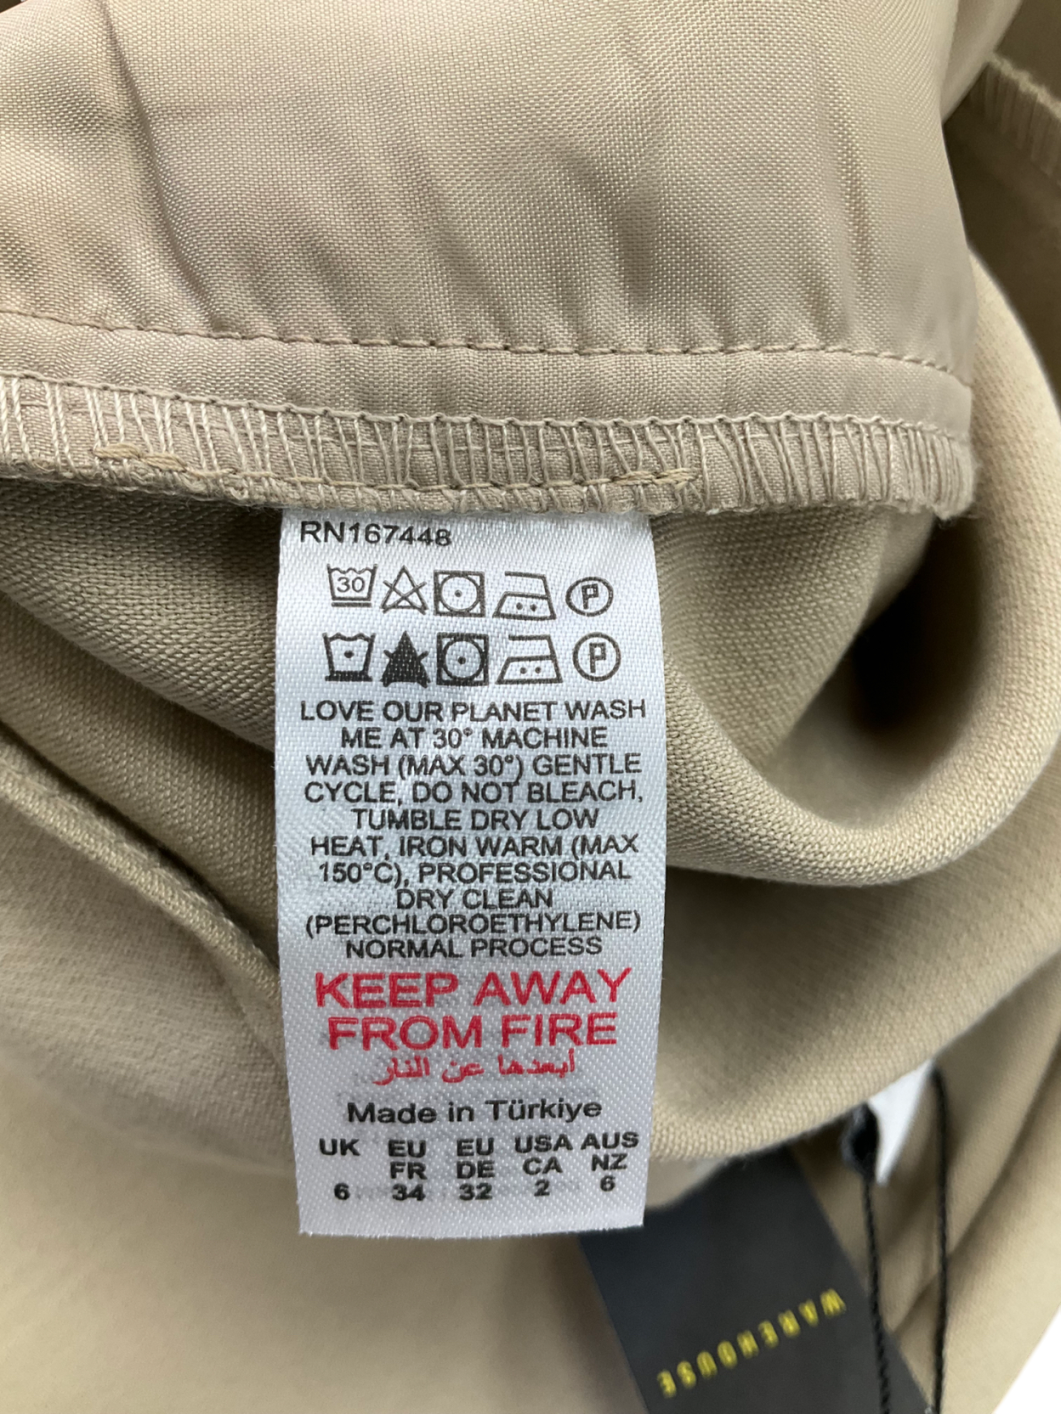 RN167448
30
P
P
LOVE OUR PLANET WASH
ME AT 30° MACHINE
WASH (MAX 30°) GENTLE
CYCLE, DO NOT BLEACH,
TUMBLE DRY LOW
HEAT, IRON WARM (MAX
150°C), PROFESSIONAL
DRY CLEAN
(PERCHLOROETHYLENE)
NORMAL PROCESS
KEEP AWAY
FROM FIRE
أبعدها عن النار
Made in Türkiye
UK EU EU USA AUS
FR DE CA NZ
6 34 32 2 6
WAREHOUSE